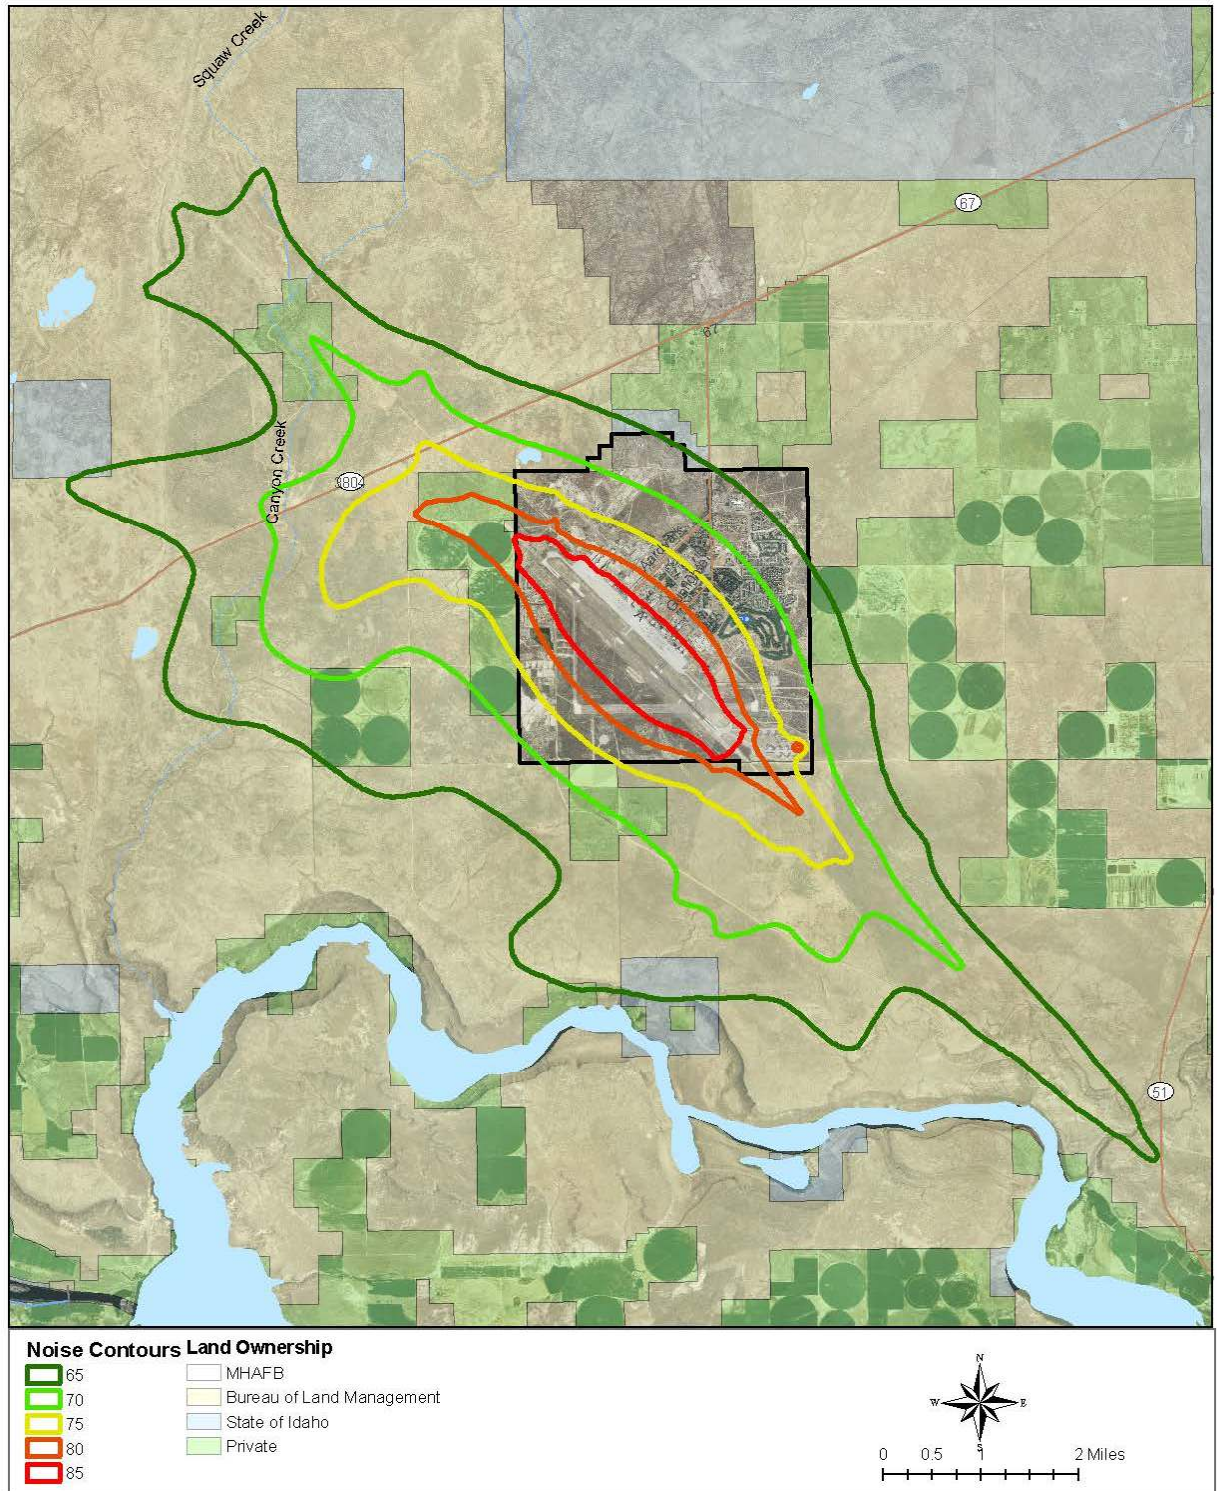 Squaw Creek
67
67
Canyon Creek
51
Noise Contours
65
70
75
80
85
Land Ownership
MHAFB
Bureau of Land Management
State of Idaho
Private
N
W
E
S
0 0.5 1 2 Miles